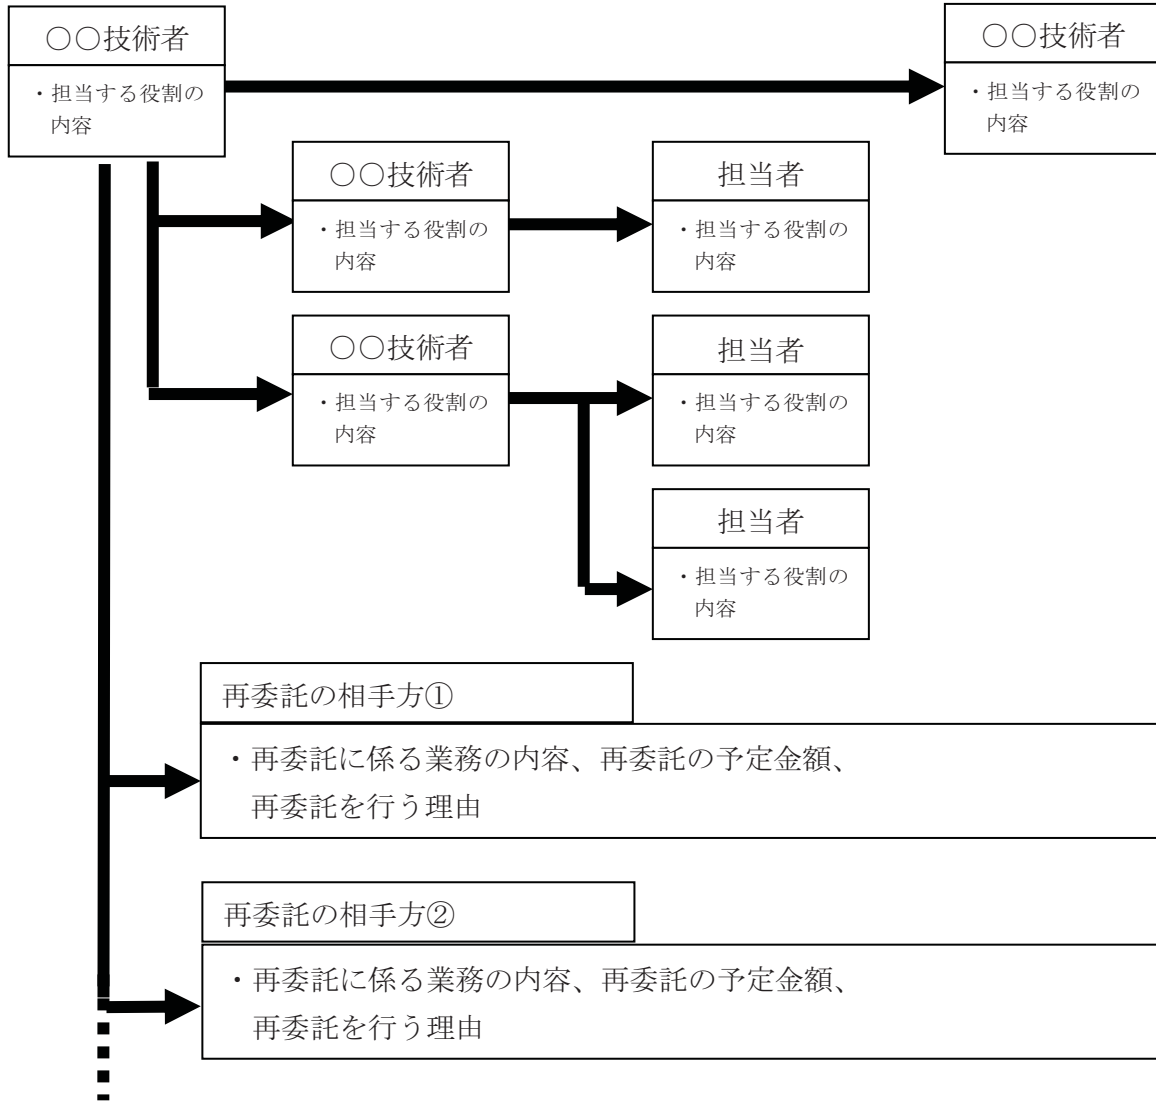 〇〇技術者
・担当する役割の
内容
〇〇技術者
・担当する役割の
内容
〇〇技術者
・担当する役割の
内容
担当者
・担当する役割の
内容
〇〇技術者
・担当する役割の
内容
担当者
・担当する役割の
内容
担当者
・担当する役割の
内容
再委託の相手方①
・再委託に係る業務の内容、再委託の予定金額、
再委託を行う理由
再委託の相手方②
・再委託に係る業務の内容、再委託の予定金額、
再委託を行う理由